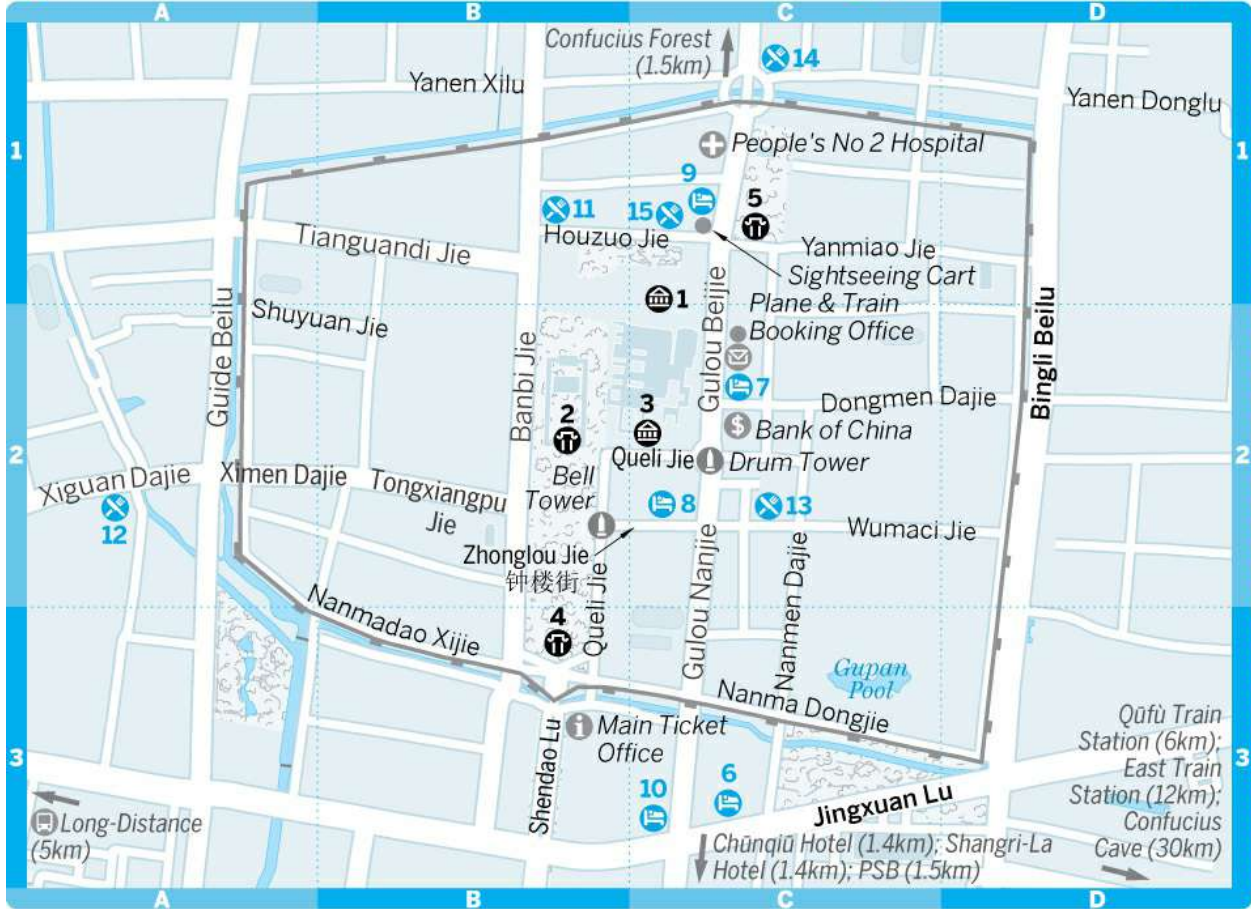 A
B
C
D
Confucius Forest
(1.5km)
14
Yanen Xilu
Yanen Donglu
1
People's No 2 Hospital
1
9
5
11
15
Houzuo Jie
Tianguandi Jie
Yanmiao Jie
Sightseeing Cart
1
Plane & Train
Booking Office
Shuyuan Jie
Guide Beilu
Banbi Jie
Gulou Beijie
Bingli Beilu
7
Dongmen Dajie
2
3
Bank of China
2
Queli Jie
Drum Tower
2
Bell
Tower
Xiguan Dajie
Ximen Dajie
Tongxiangpu
Jie
12
8
13
Wumaci Jie
Zhonglou Jie
钟楼街
Queli Jie
Gulou Nanjie
Nanmen Dajie
Nanmadao Xijie
4
Gupan
Pool
Nanma Dongjie
Main Ticket
Office
Shendao Lu
3
Qūfù Train
Station (6km);
East Train
Station (12km);
Confucius
Cave (30km)
3
10
6
Jingxuan Lu
Long-Distance
(5km)
Chūnqiū Hotel (1.4km); Shangri-La
Hotel (1.4km); PSB (1.5km)
A
B
C
D